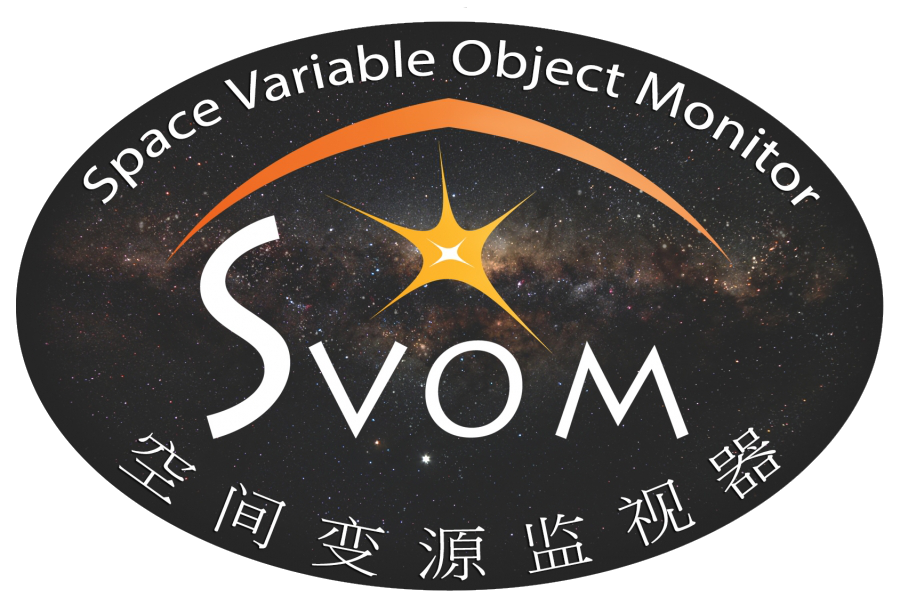 Space Variable Object Monitor
SVOM
空间变源监视器